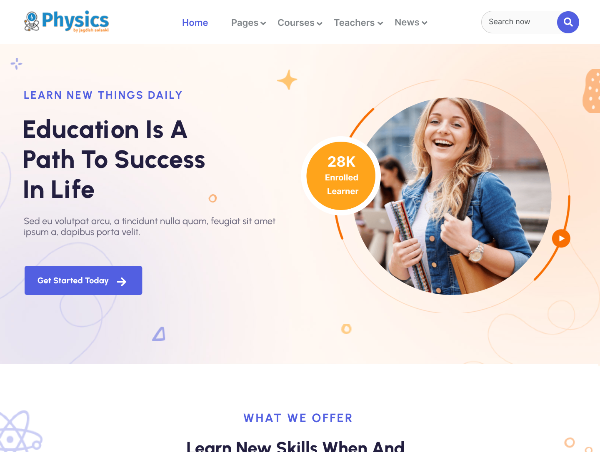 Physics
by jagdish solanki
Home Pages Courses Teachers News Search now
LEARN NEW THINGS DAILY
Education Is A
Path To Success
In Life
Sed eu volutpat arcu, a tincidunt nulla quam, feugiat sit amet
ipsum a, dapibus porta velit.
Get Started Today
28K
Enrolled
Learner
WHAT WE OFFER
Learn New Skills When And